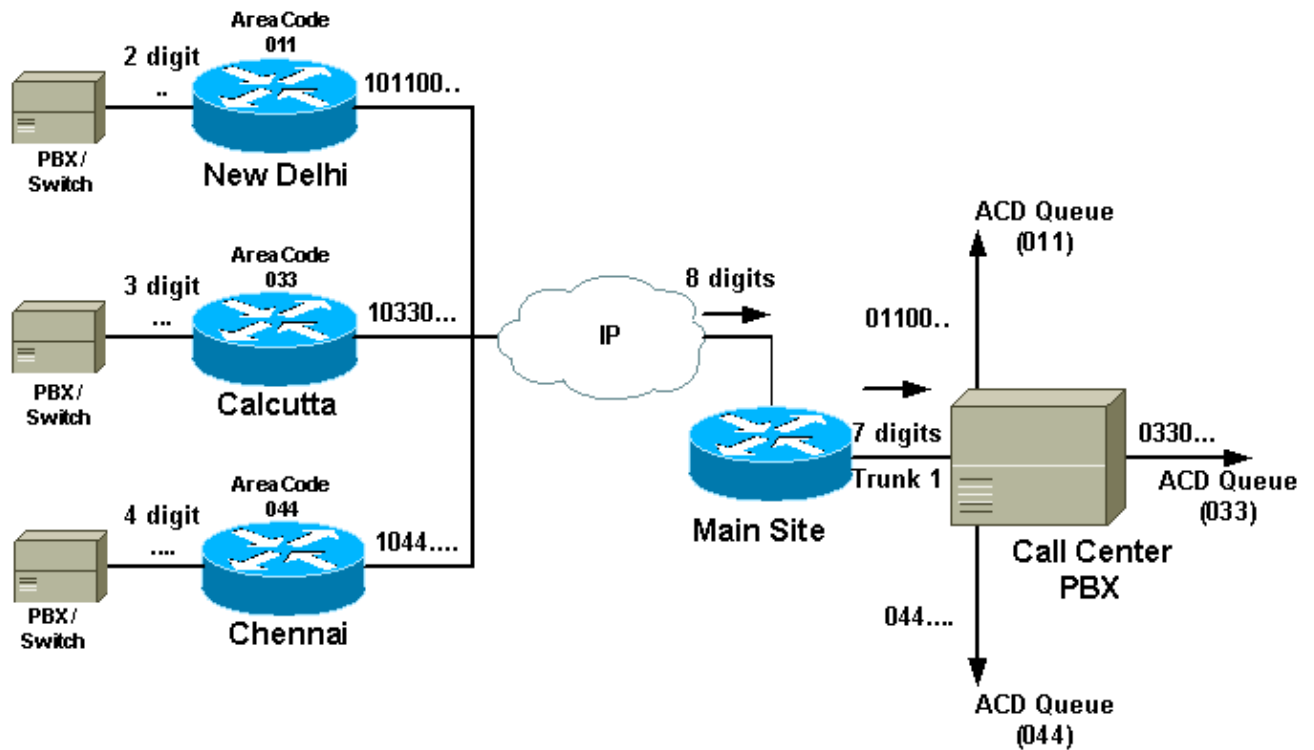 Area Code
011
2 digit
..
101100..
PBX /
Switch
New Delhi
Area Code
033
3 digit
...
10330...
PBX /
Switch
Calcutta
Area Code
044
4 digit
....
1044....
PBX /
Switch
Chennai
IP
8 digits
Main Site
7 digits
Trunk 1
ACD Queue
(011)
01100..
0330...
ACD Queue
(033)
Call Center
PBX
044....
ACD Queue
(044)